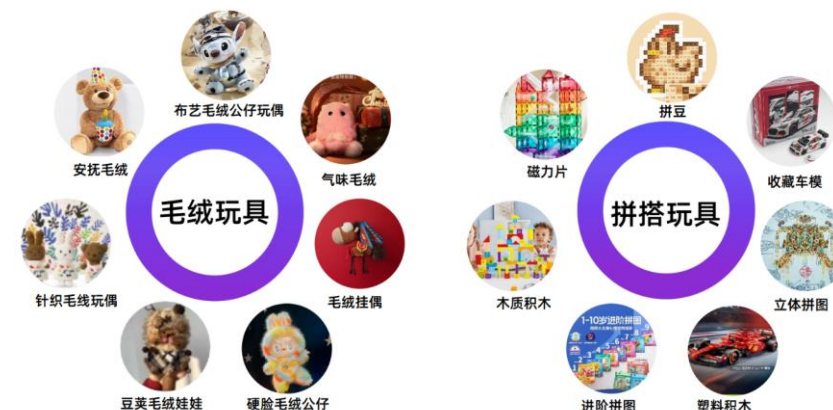 布艺毛绒公仔玩偶
安抚毛绒
气味毛绒
毛绒玩具
针织毛线玩偶
毛绒挂偶
豆荚毛绒娃娃
硬脸毛绒公仔
拼豆
磁力片
收藏车模
拼搭玩具
木质积木
立体拼图
1-10岁进阶拼图
进阶拼图
塑料积木